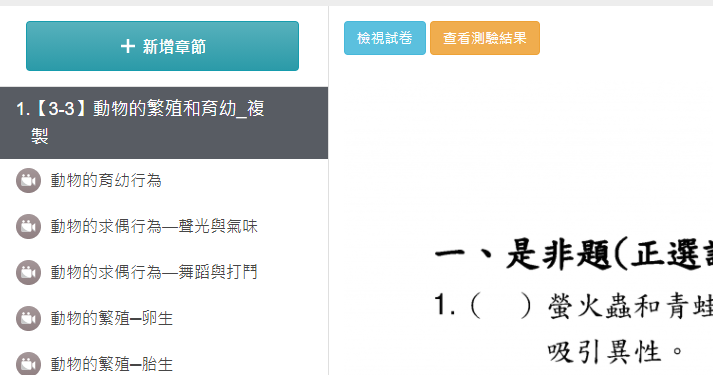 + 新增章節
1.【3-3】動物的繁殖和育幼_複
製
動物的育幼行為
動物的求偶行為—聲光與氣味
動物的求偶行為—舞蹈與打鬥
動物的繁殖─卵生
動物的繁殖─胎生
檢視試卷 查看測驗結果
一、是非題(正選
1.（ ）螢火蟲和青蛙
吸引異性。